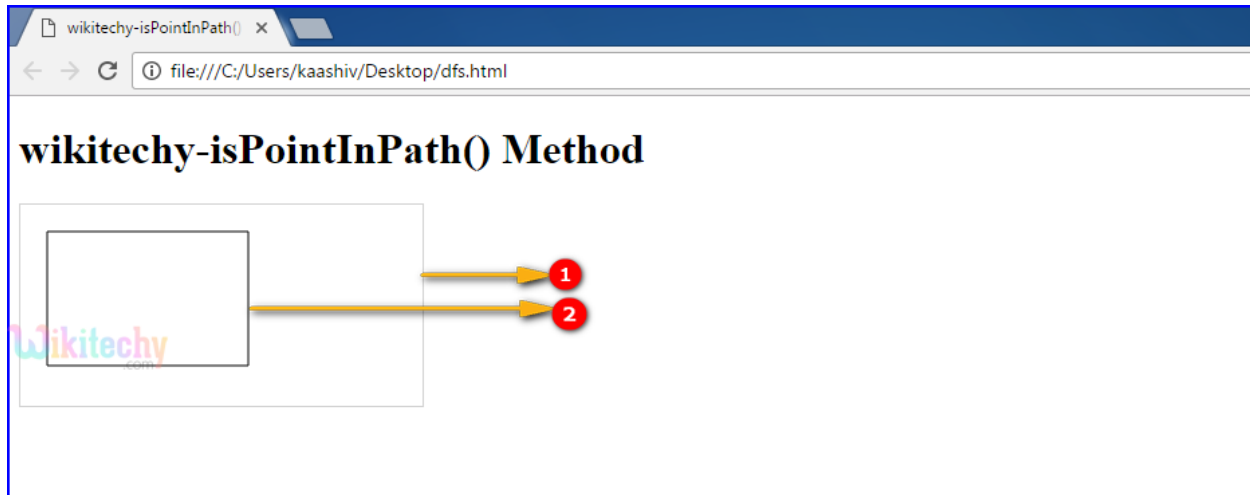 wikitechy-isPointInPath()
file:///C:/Users/kaashiv/Desktop/dfs.html
wikitechy-isPointInPath() Method
1
2
Wikitechy
.com